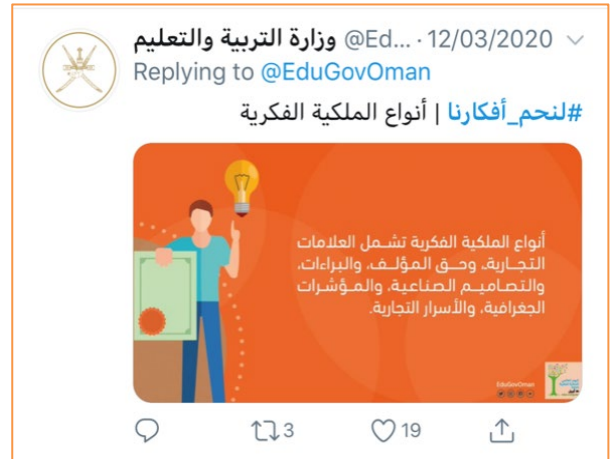 وزارة التربية والتعليم @Ed... · 12/03/2020
Replying to @EduGovOman
#لنحم_أفكارنا | أنواع الملكية الفكرية
أنواع الملكية الفكرية تشمل العلامات
التجارية، وحق المؤلف، والبراءات،
والتصاميم الصناعية، والمؤشرات
الجغرافية، والأسرار التجارية.
EduGovOman
3
19